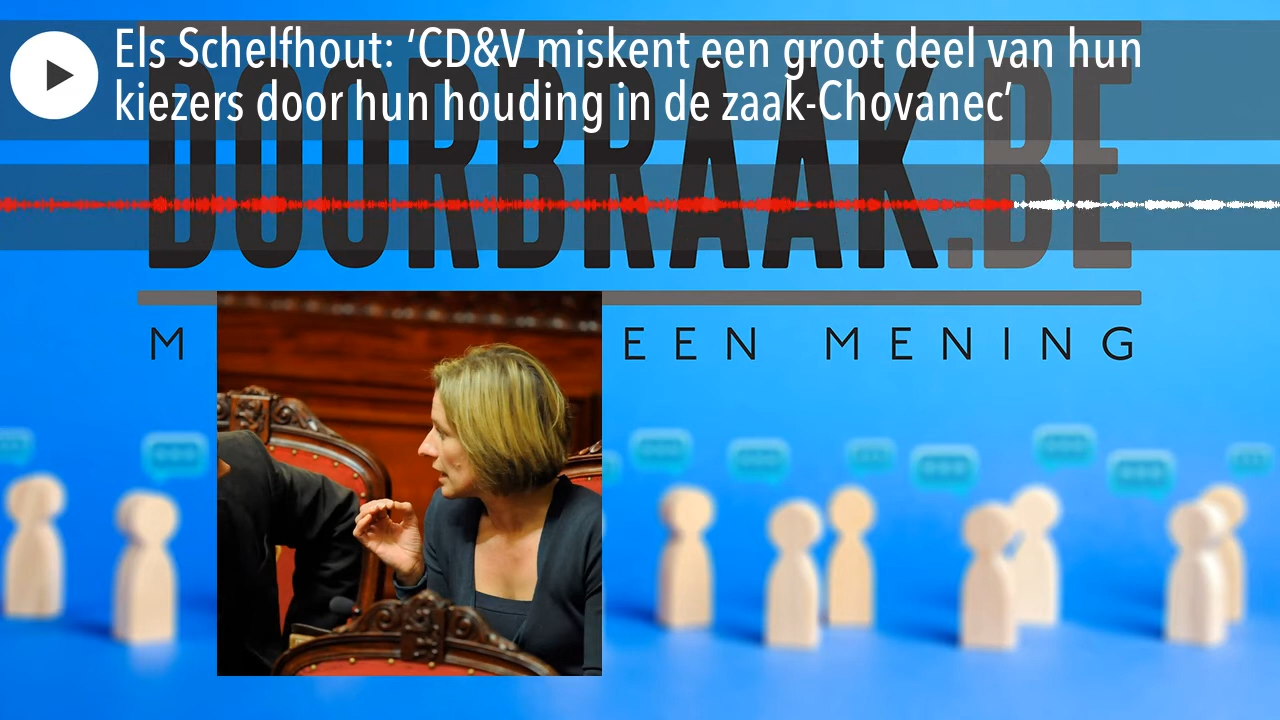 Els Schelfhout: ‘CD&V miskent een groot deel van hun
kiezers door hun houding in de zaak-Chovanec’
DOORBRAAK.BE
M EEN MENING